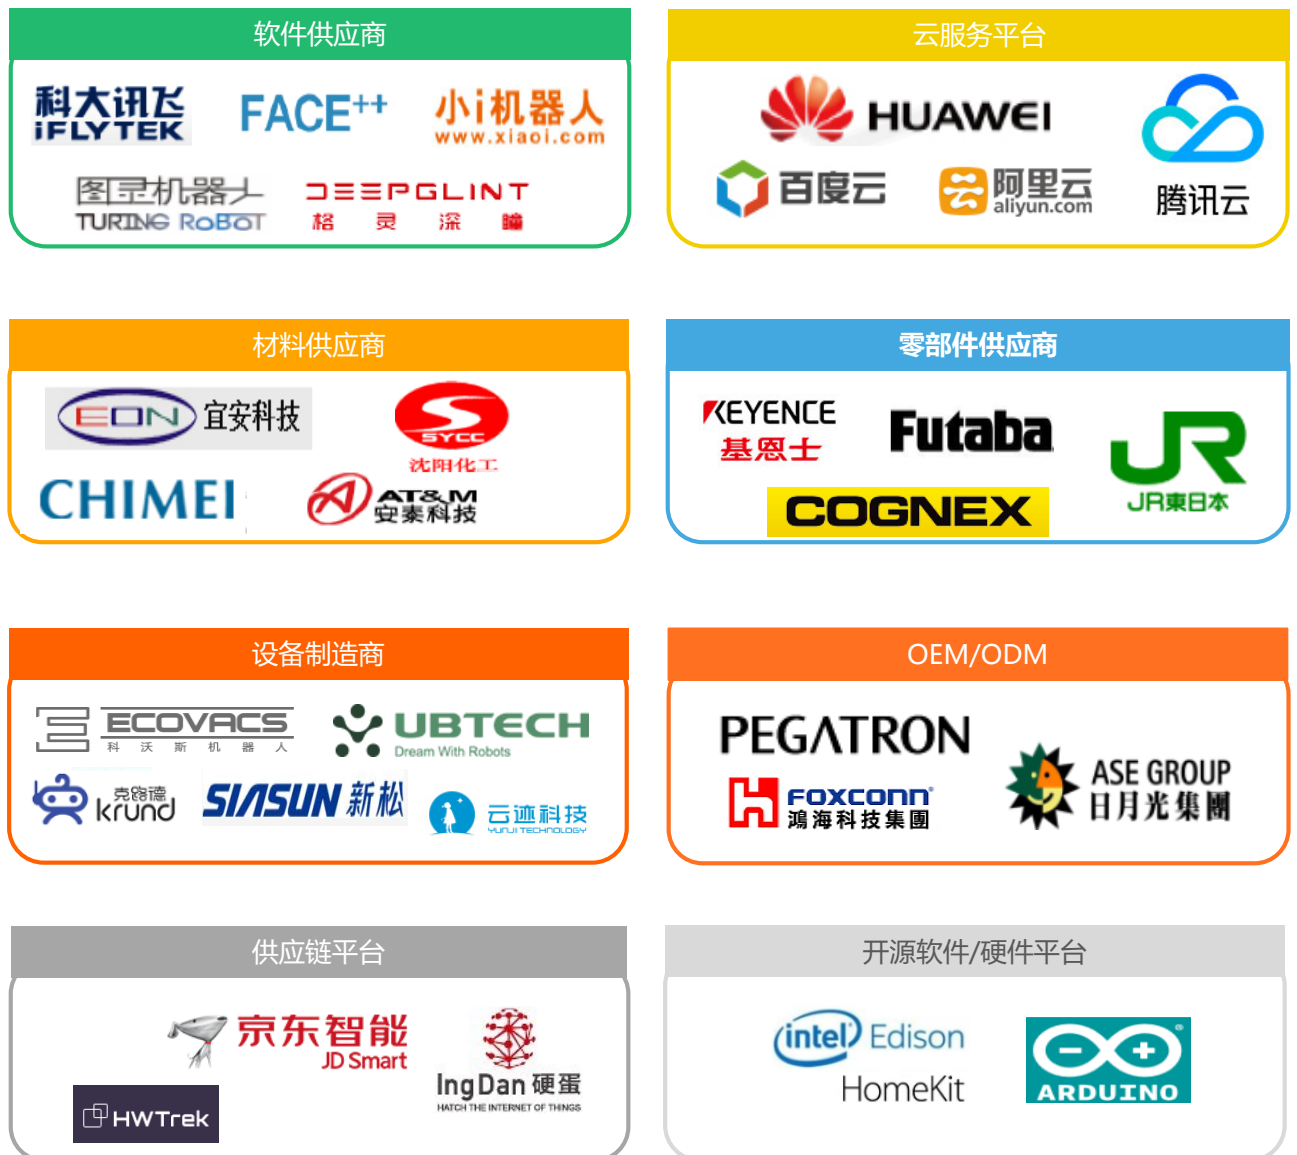 软件供应商
科大讯飞
iFLYTEK
FACE++
小i机器人
www.xiaoi.com
图灵机器人
TURING ROBOT
DEEPGLINT
格灵深瞳
云服务平台
HUAWEI
百度云
阿里云
aliyun.com
腾讯云
材料供应商
EON 宜安科技
SYCC
沈阳化工
CHIMEI
AT&M
安泰科技
零部件供应商
KEYENCE
基恩士
Futaba
JR
JR東日本
COGNEX
设备制造商
ECOVACS
科沃斯机器人
UBTECH
Dream With Robots
克路德
krund
SIASUN 新松
云迹科技
YUNJI TECHNOLOGY
OEM/ODM
PEGATRON
FOXCONN®
鴻海科技集團
ASE GROUP
日月光集團
供应链平台
京东智能
JD Smart
IngDan 硬蛋
HATCH THE INTERNET OF THINGS
HWTrek
开源软件/硬件平台
intel® Edison
HomeKit
ARDUINO